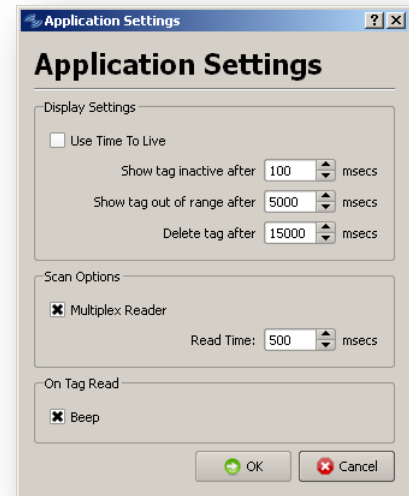 Application Settings
Application Settings
Display Settings
Use Time To Live
Show tag inactive after 100 msecs
Show tag out of range after 5000 msecs
Delete tag after 15000 msecs
Scan Options
Multiplex Reader
Read Time: 500 msecs
On Tag Read
Beep
OK Cancel